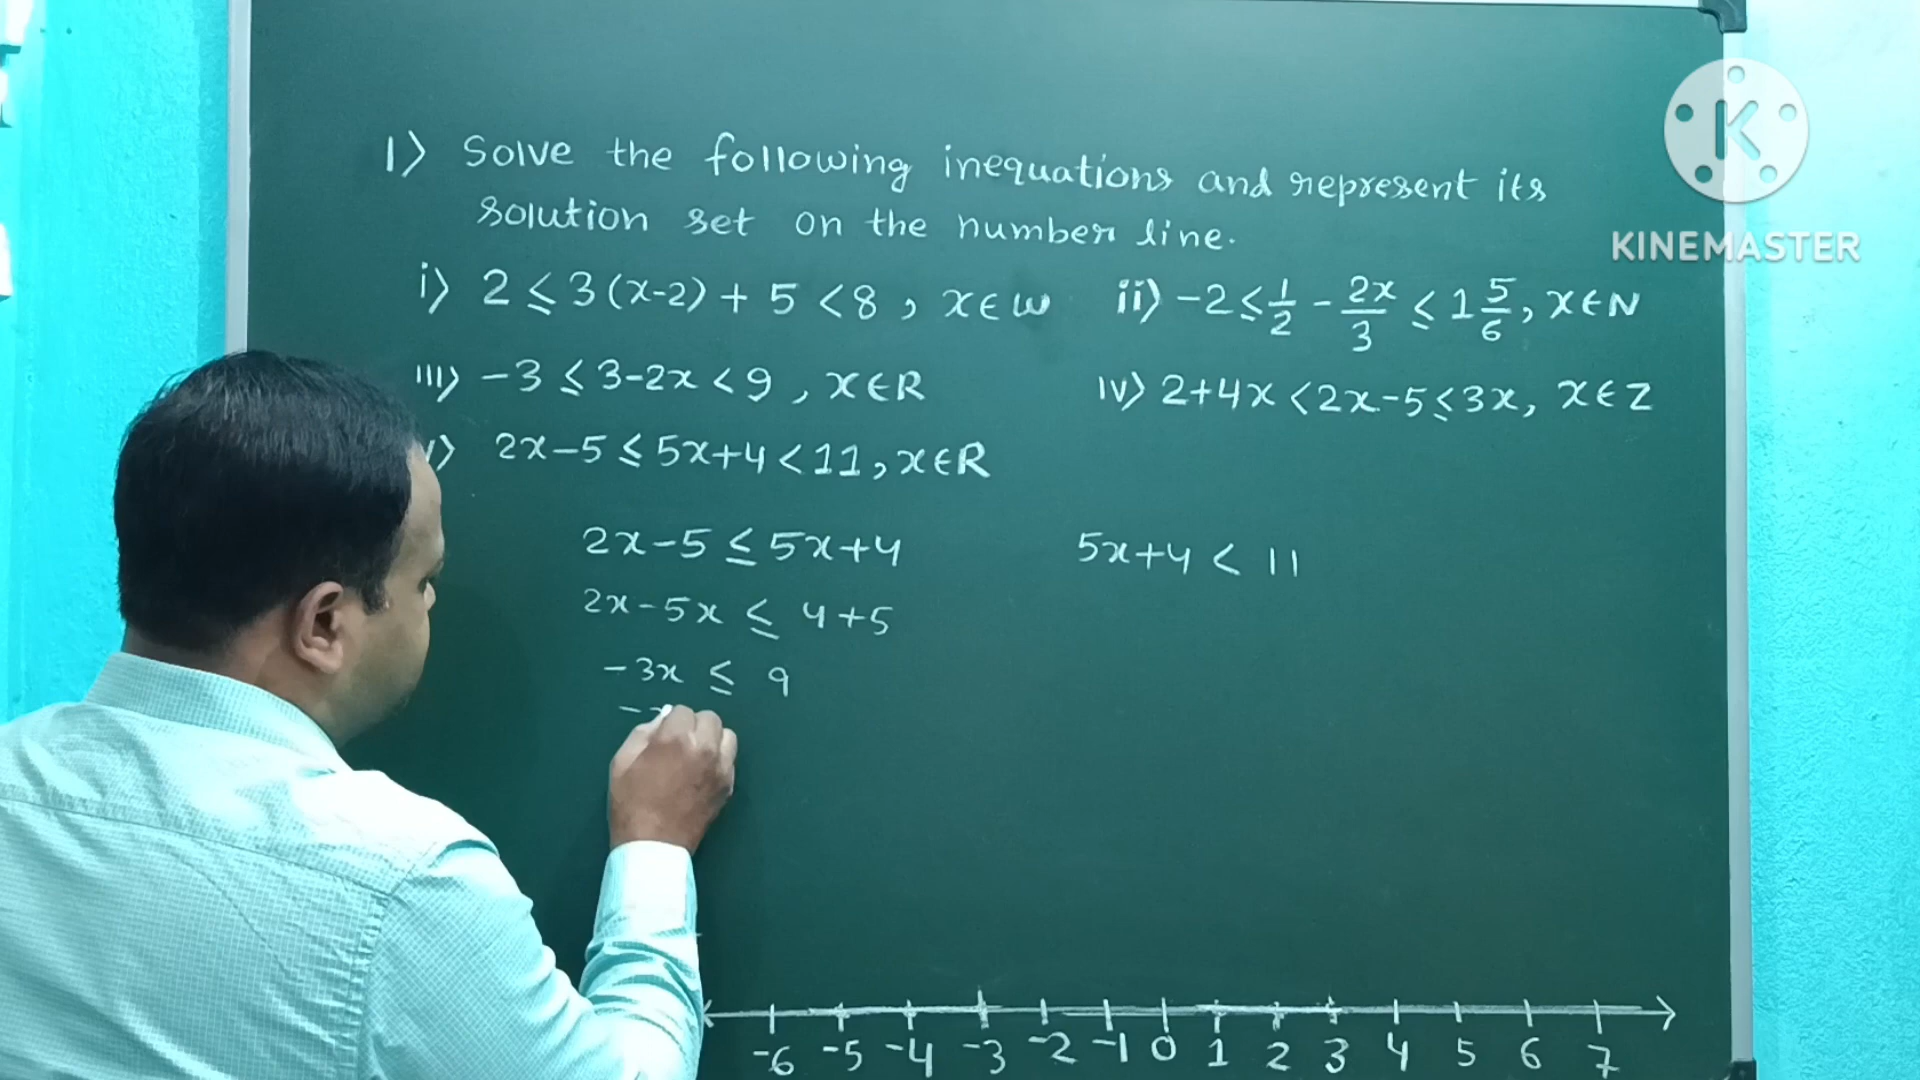 1) Solve the following inequations and represent its
solution set on the number line.
i) 2 ≤ 3(x-2) + 5 < 8 , x ∈ W ii) -2 ≤ 1/2 - 2x/3 ≤ 1 5/6, x ∈ N
iii) -3 ≤ 3-2x < 9 , x ∈ R iv) 2+4x < 2x-5 ≤ 3x, x ∈ Z
v) 2x-5 ≤ 5x+4 < 11, x ∈ R
2x-5 ≤ 5x+4 5x+4 < 11
2x-5x ≤ 4+5
-3x ≤ 9
-6 -5 -4 -3 -2 -1 0 1 2 3 4 5 6 7
K
KINEMASTER